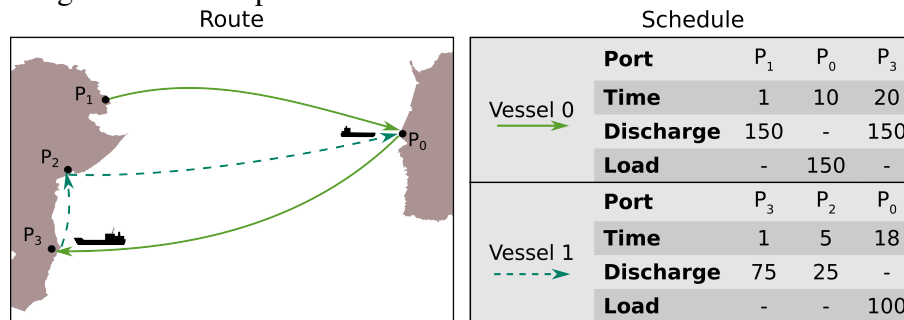 Route
P1
P0
P2
P3
Schedule
Vessel 0
Port P1 P0 P3
Time 1 10 20
Discharge 150 - 150
Load - 150 -
Vessel 1
Port P3 P2 P0
Time 1 5 18
Discharge 75 25 -
Load - - 100